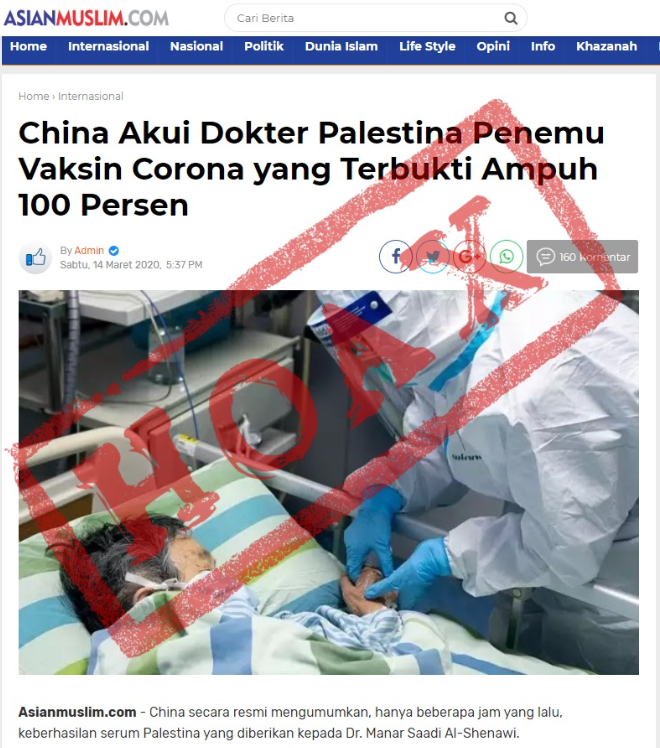 ASIANMUSLIM.COM
Cari Berita
Home Internasional Nasional Politik Dunia Islam Life Style Opini Info Khazanah
Home › Internasional
China Akui Dokter Palestina Penemu
Vaksin Corona yang Terbukti Ampuh
100 Persen
By Admin
Sabtu, 14 Maret 2020, 5:37 PM
160 Komentar
HOAX
Asianmuslim.com - China secara resmi mengumumkan, hanya beberapa jam yang lalu,
keberhasilan serum Palestina yang diberikan kepada Dr. Manar Saadi Al-Shenawi.